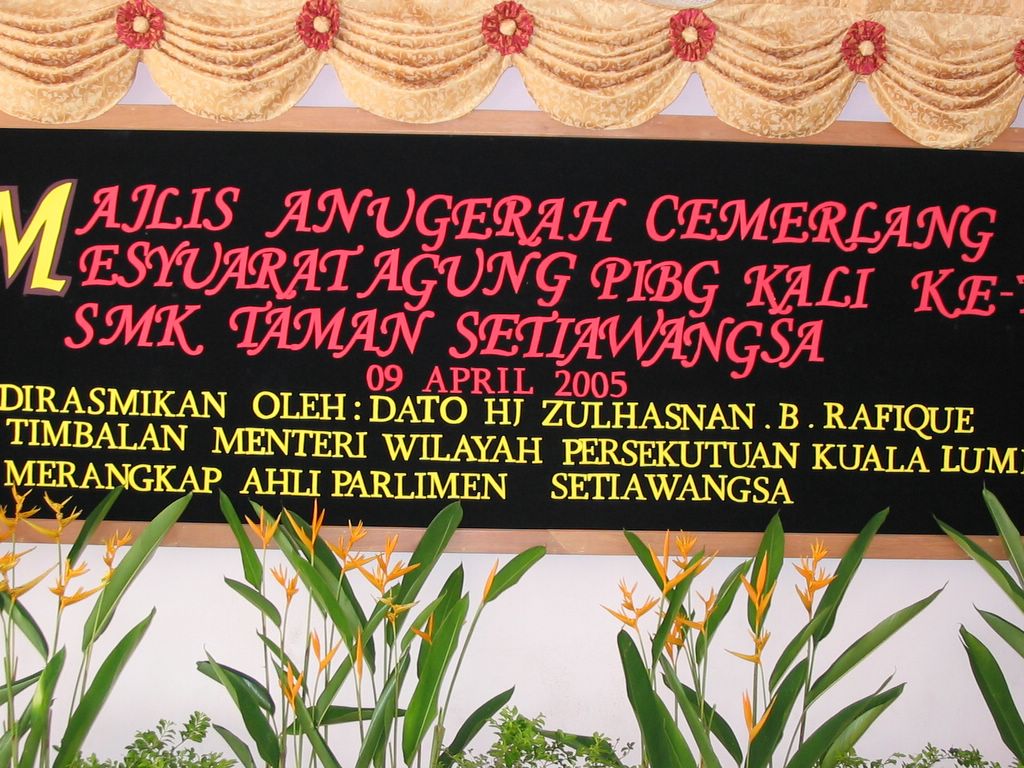 MAJLIS ANUGERAH CEMERLANG
MESYUARAT AGUNG PIBG KALI KE-
SMK TAMAN SETIAWANGSA
09 APRIL 2005
DIRASMIKAN OLEH : DATO HJ ZULHASNAN . B . RAFIQUE
TIMBALAN MENTERI WILAYAH PERSEKUTUAN KUALA LUM
MERANGKAP AHLI PARLIMEN SETIAWANGSA